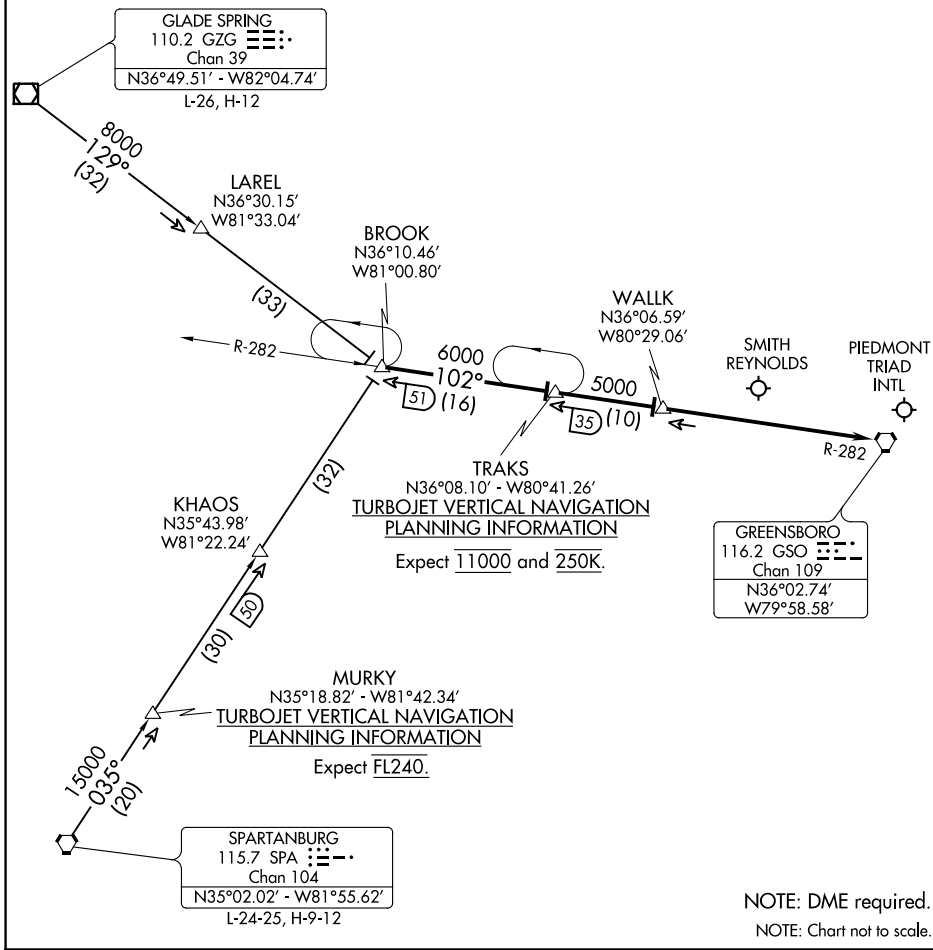 GLADE SPRING
110.2 GZG
Chan 39
N36°49.51' - W82°04.74'
L-26, H-12
8000
129°
(32)
LAREL
N36°30.15'
W81°33.04'
(33)
BROOK
N36°10.46'
W81°00.80'
R-282
6000
102°
51
(16)
WALLK
N36°06.59'
W80°29.06'
5000
35
(10)
SMITH
REYNOLDS
PIEDMONT
TRIAD
INTL
R-282
TRAKS
N36°08.10' - W80°41.26'
TURBOJET VERTICAL NAVIGATION
PLANNING INFORMATION
Expect 11000 and 250K.
GREENSBORO
116.2 GSO
Chan 109
N36°02.74'
W79°58.58'
(32)
KHAOS
N35°43.98'
W81°22.24'
50
(30)
MURKY
N35°18.82' - W81°42.34'
TURBOJET VERTICAL NAVIGATION
PLANNING INFORMATION
Expect FL240.
15000
035°
(20)
SPARTANBURG
115.7 SPA
Chan 104
N35°02.02' - W81°55.62'
L-24-25, H-9-12
NOTE: DME required.
NOTE: Chart not to scale.